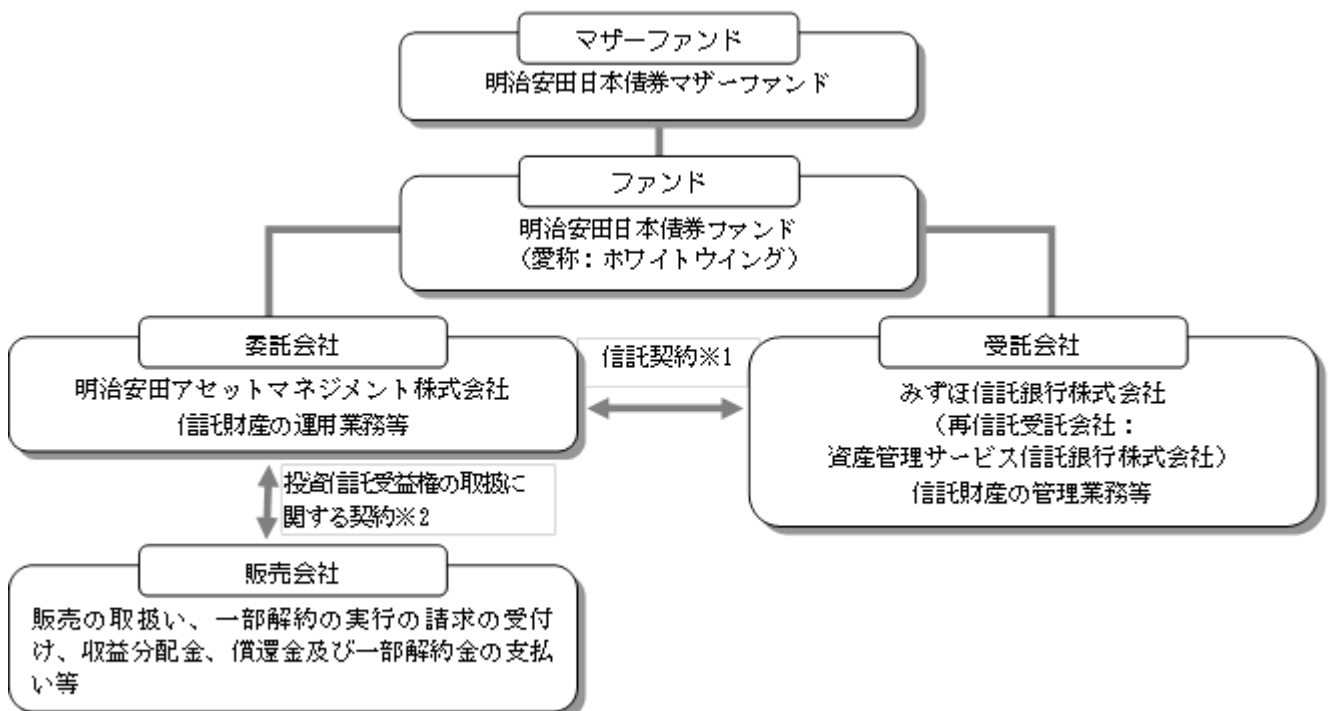 マザーファンド
明治安田日本債券マザーファンド
ファンド
明治安田日本債券ファンド
（愛称：ホワイトウイング）
委託会社
明治安田アセットマネジメント株式会社
信託財産の運用業務等
信託契約※1
受託会社
みずほ信託銀行株式会社
（再信託受託会社：
資産管理サービス信託銀行株式会社）
信託財産の管理業務等
投資信託受益権の取扱に
関する契約※2
販売会社
販売の取扱い、一部解約の実行の請求の受付
け、収益分配金、償還金及び一部解約金の支払
い等